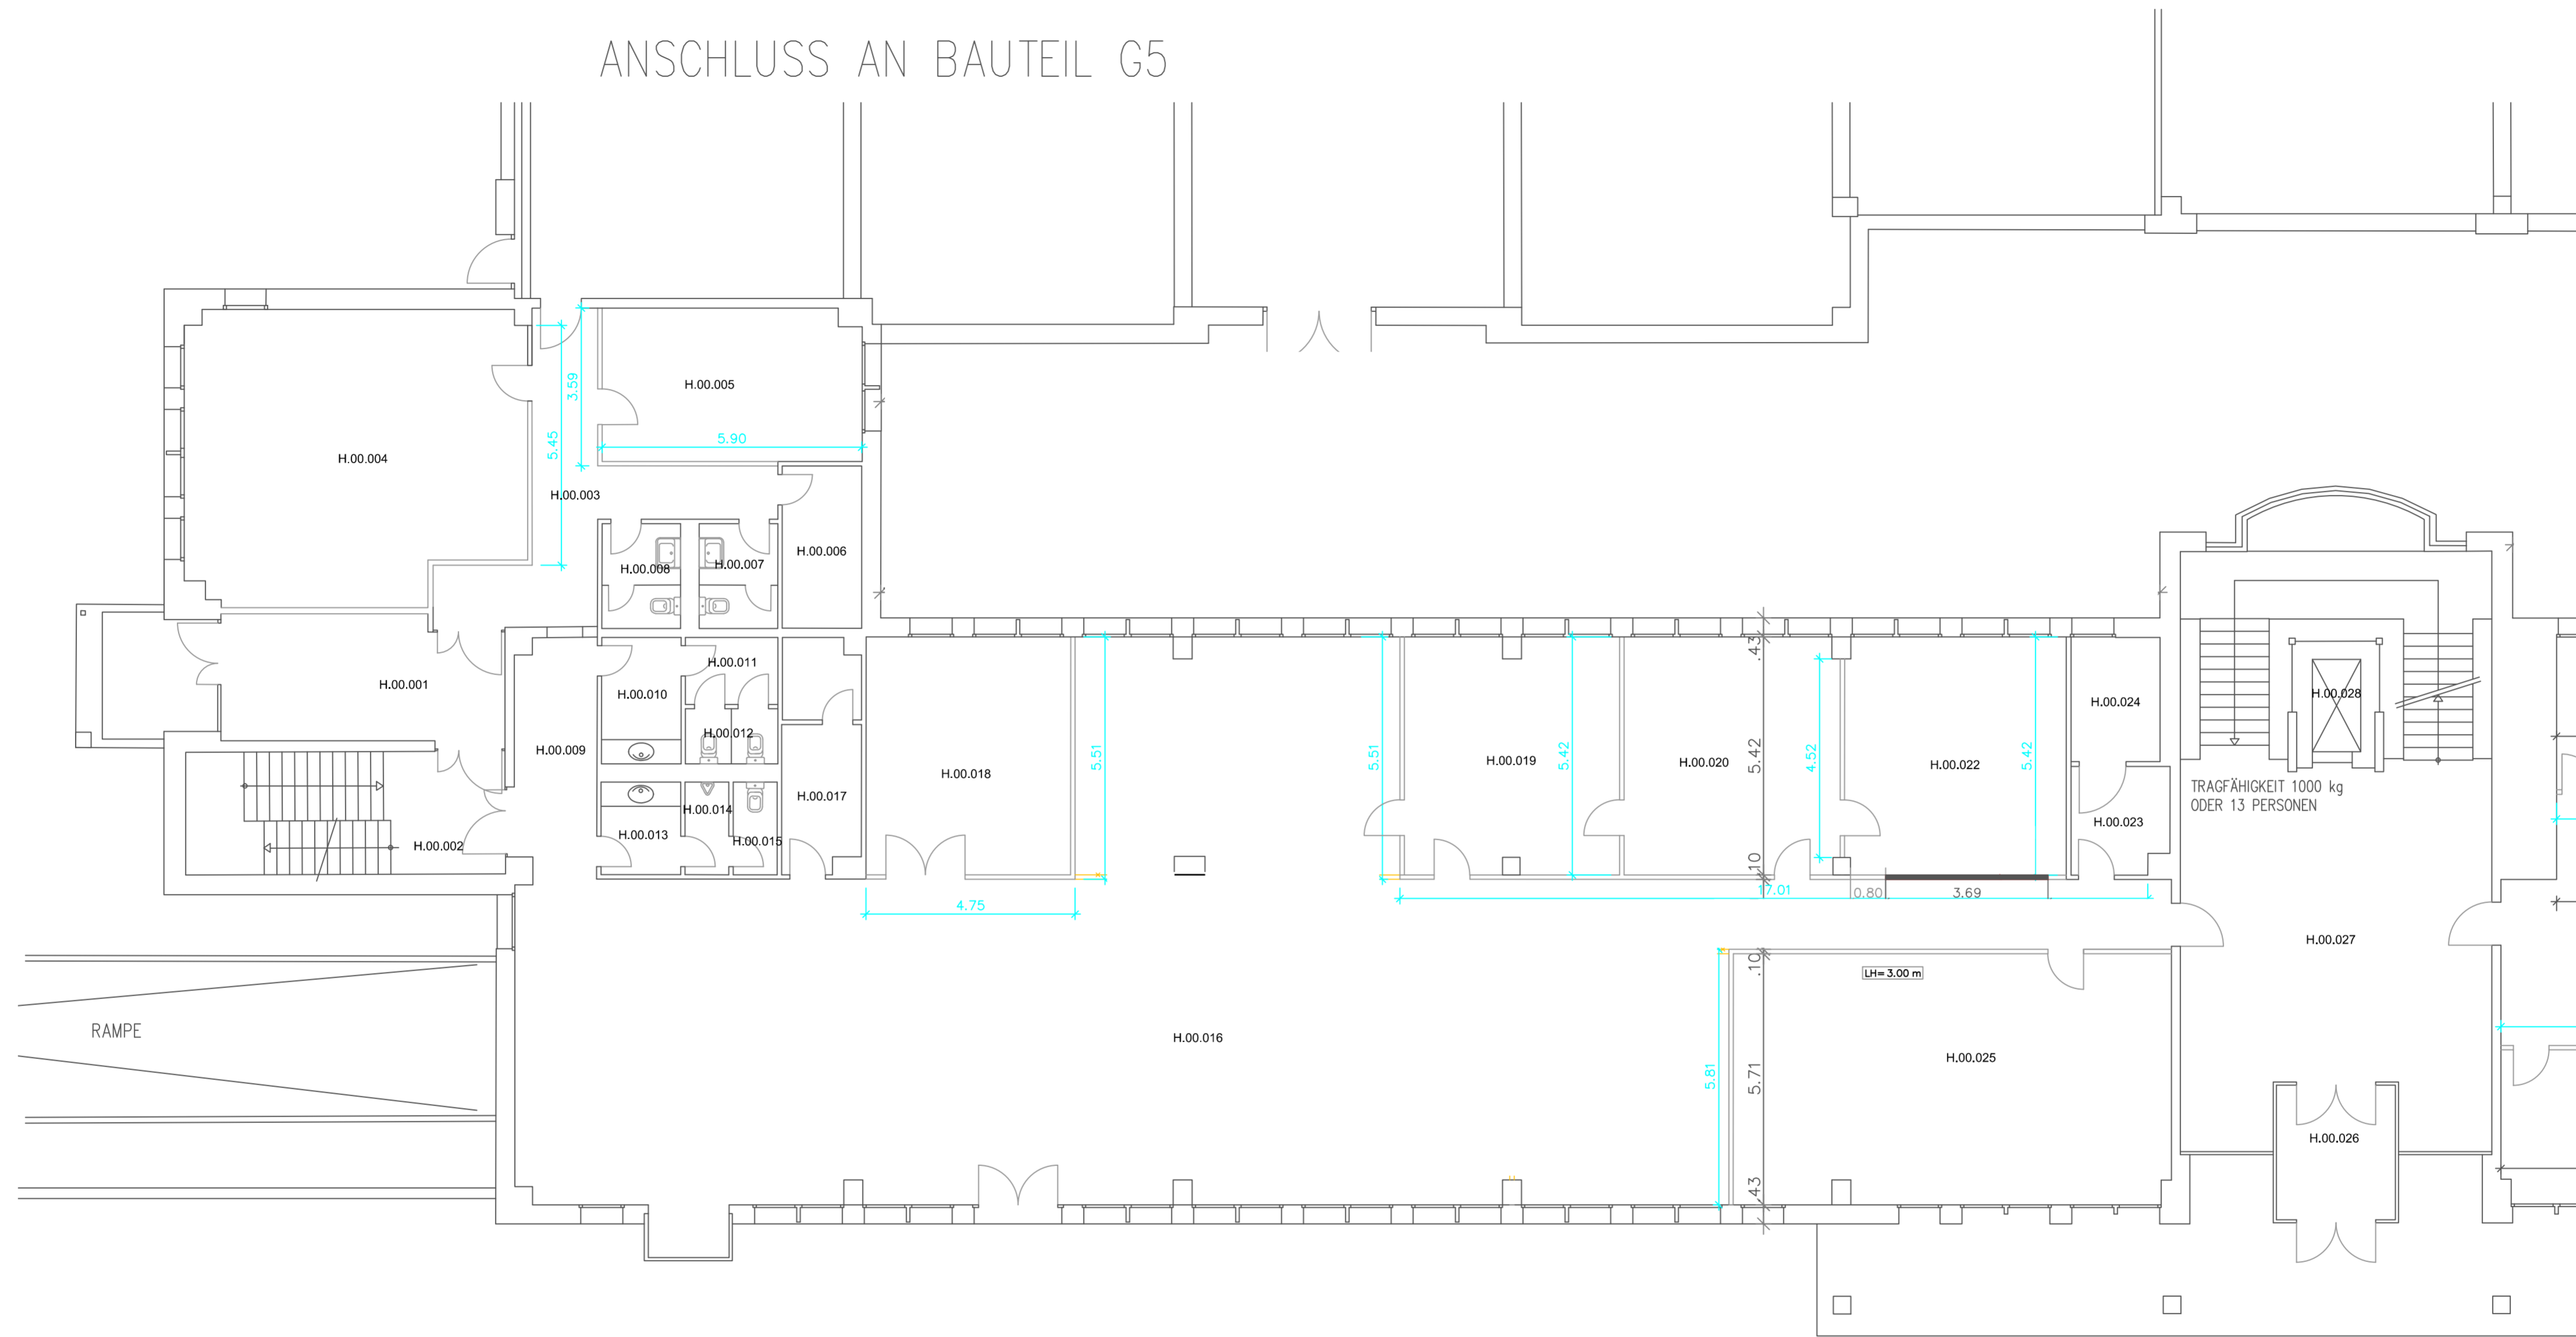 ANSCHLUSS AN BAUTEIL G5
H.00.005
3.59
5.90
5.45
H.00.004
H.00.003
H.00.006
H.00.008
H.00.007
H.00.001
H.00.011
H.00.010
H.00.012
H.00.009
H.00.002
H.00.013
H.00.014
H.00.015
H.00.017
H.00.018
4.75
5.51
5.51
H.00.019
5.42
H.00.020
.43
5.42
.10
4.52
H.00.022
5.42
17.01
0.80
3.69
H.00.024
H.00.023
H.00.028
TRAGFÄHIGKEIT 1000 kg
ODER 13 PERSONEN
H.00.027
.10
LH= 3.00 m
RAMPE
H.00.016
5.81
5.71
H.00.025
.43
H.00.026